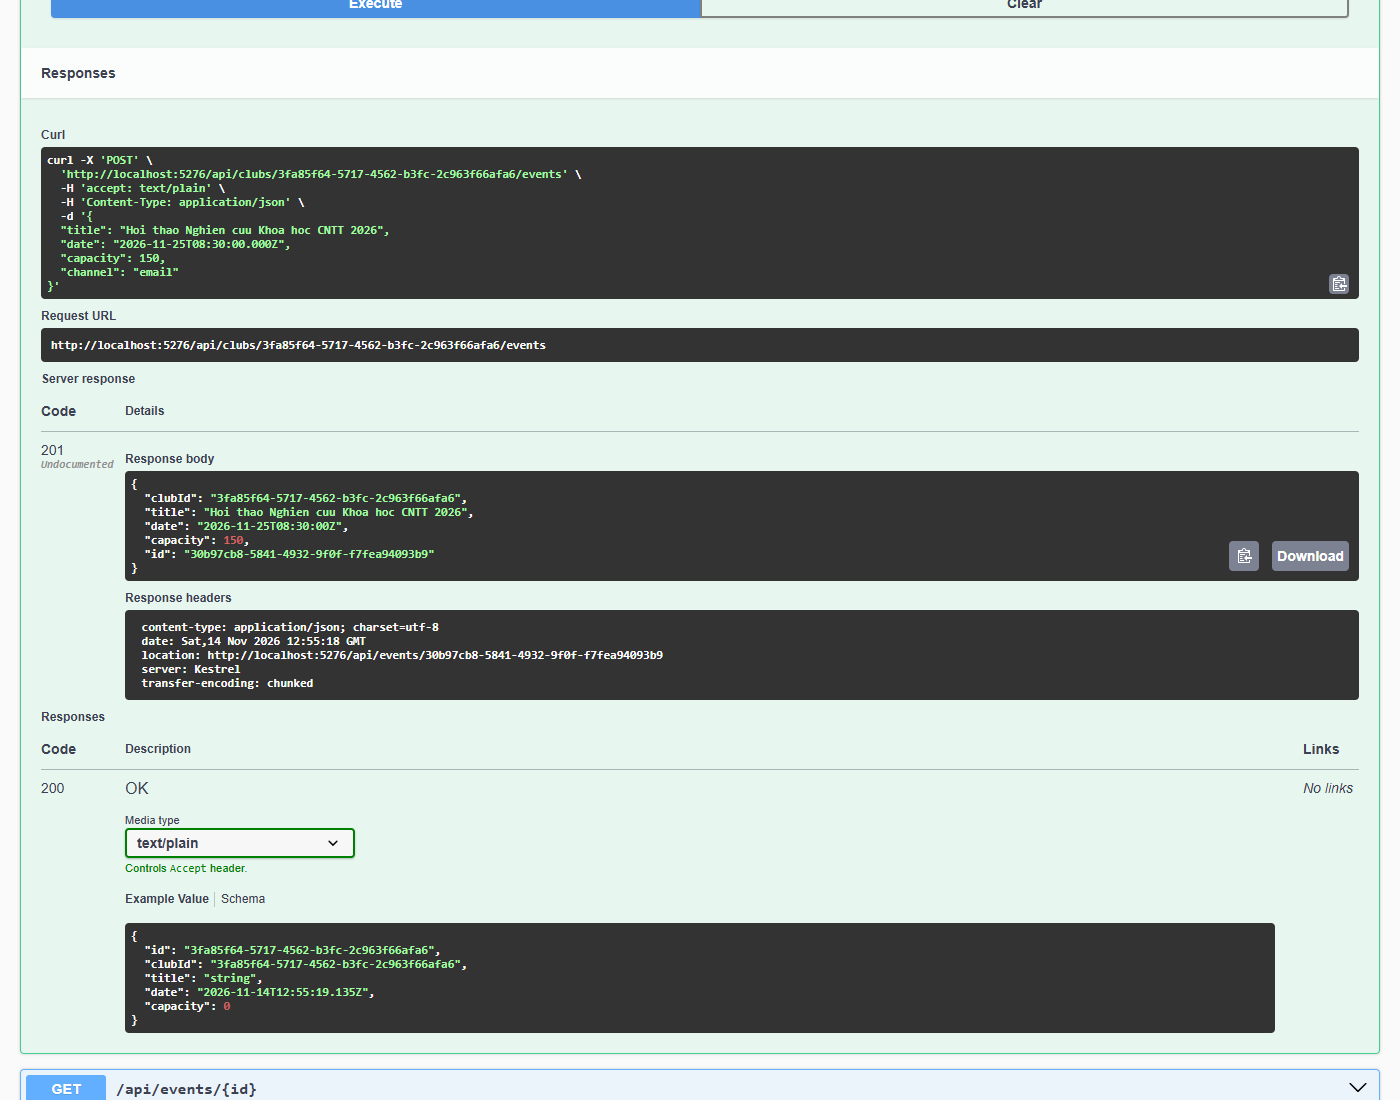 Execute
Clear
Responses
Curl
curl -X 'POST' \
  'http://localhost:5276/api/clubs/3fa85f64-5717-4562-b3fc-2c963f66afa6/events' \
  -H 'accept: text/plain' \
  -H 'Content-Type: application/json' \
  -d '{
  "title": "Hoi thao Nghien cuu Khoa hoc CNTT 2026",
  "date": "2026-11-25T08:30:00.000Z",
  "capacity": 150,
  "channel": "email"
}'
Request URL
http://localhost:5276/api/clubs/3fa85f64-5717-4562-b3fc-2c963f66afa6/events
Server response
Code
Details
201
Undocumented
Response body
{
  "clubId": "3fa85f64-5717-4562-b3fc-2c963f66afa6",
  "title": "Hoi thao Nghien cuu Khoa hoc CNTT 2026",
  "date": "2026-11-25T08:30:00Z",
  "capacity": 150,
  "id": "30b97cb8-5841-4932-9f0f-f7fea94093b9"
}
Download
Response headers
content-type: application/json; charset=utf-8
date: Sat,14 Nov 2026 12:55:18 GMT
location: http://localhost:5276/api/events/30b97cb8-5841-4932-9f0f-f7fea94093b9
server: Kestrel
transfer-encoding: chunked
Responses
Code
Description
Links
200
OK
No links
Media type
text/plain
Controls Accept header.
Example Value
Schema
{
  "id": "3fa85f64-5717-4562-b3fc-2c963f66afa6",
  "clubId": "3fa85f64-5717-4562-b3fc-2c963f66afa6",
  "title": "string",
  "date": "2026-11-14T12:55:19.135Z",
  "capacity": 0
}
GET
/api/events/{id}